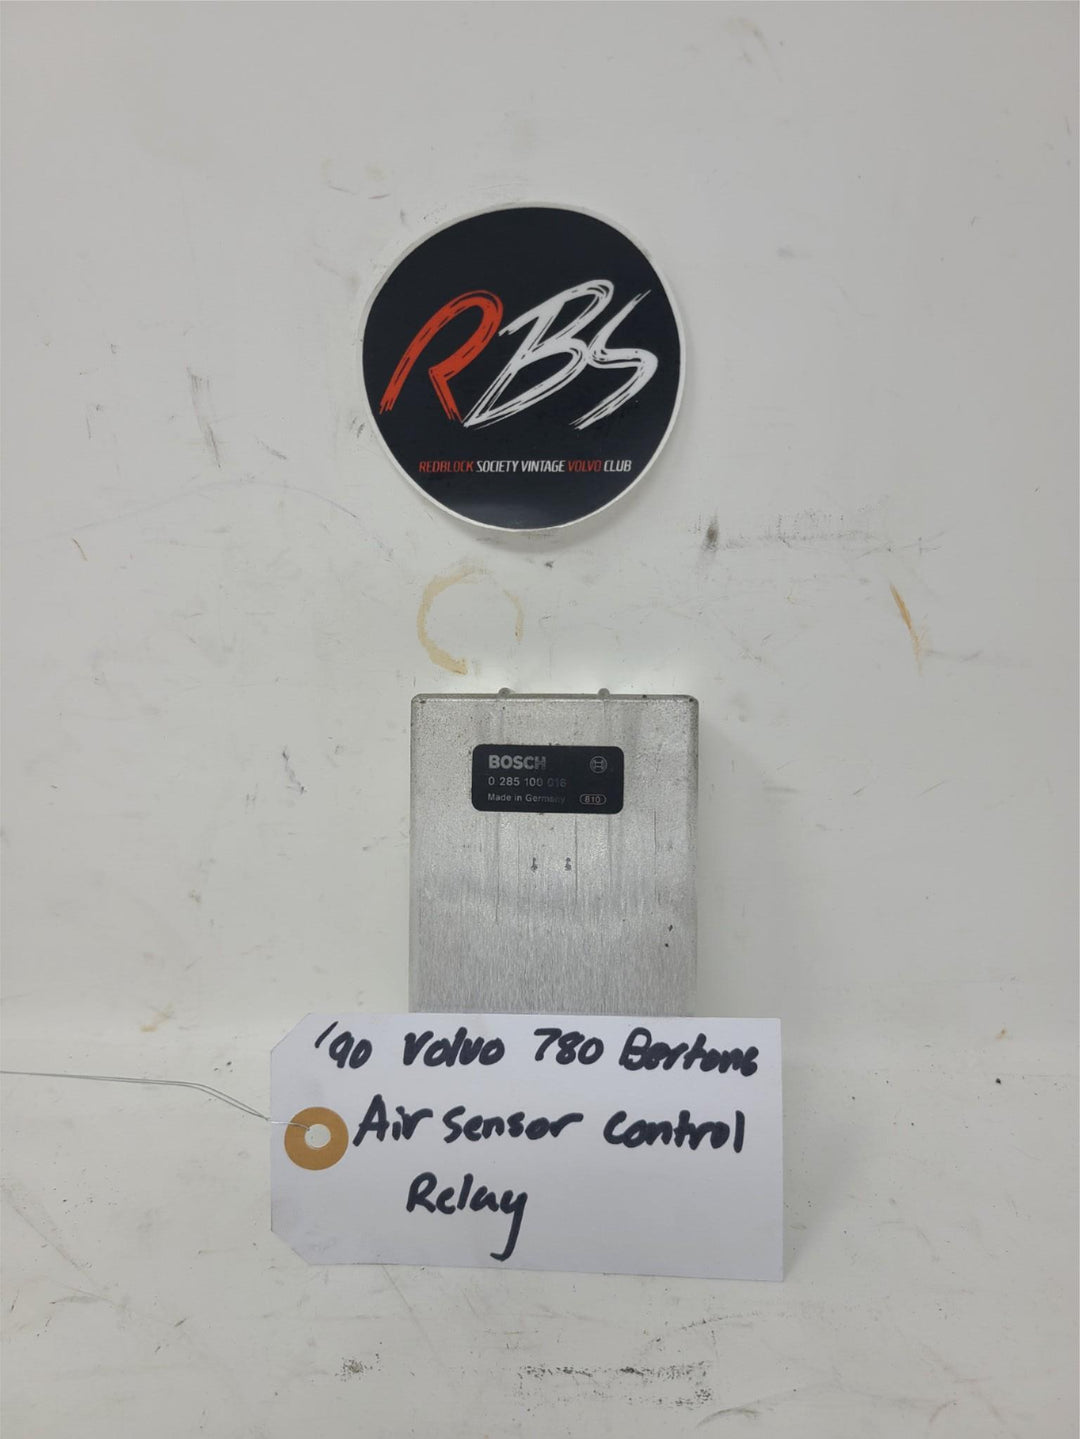 RBS
REDBLOCK SOCIETY VINTAGE VOLVO CLUB
BOSCH
0 285 100 016
Made in Germany 810
'90 Volvo 780 Bertone
Air Sensor Control
Relay